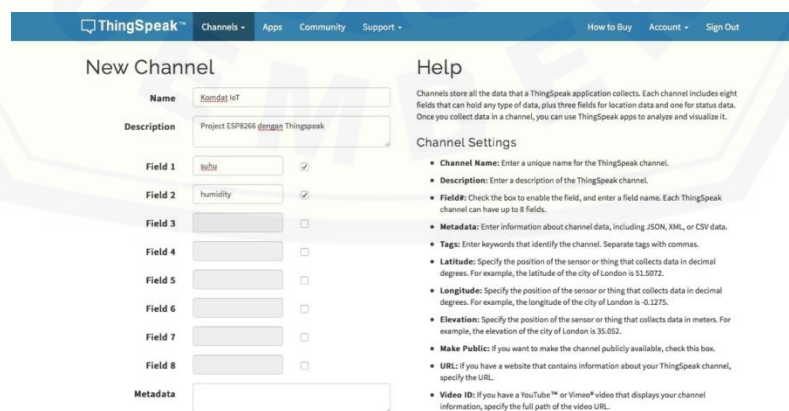 ThingSpeak™ Channels Apps Community Support How to Buy Account Sign Out
New Channel
Name Komdat IoT
Description Project ESP8266 dengan Thingspeak
Field 1 suhu
Field 2 humidity
Field 3
Field 4
Field 5
Field 6
Field 7
Field 8
Metadata
Help
Channels store all the data that a ThingSpeak application collects. Each channel includes eight
fields that can hold any type of data, plus three fields for location data and one for status data.
Once you collect data in a channel, you can use ThingSpeak apps to analyze and visualize it.
Channel Settings
• Channel Name: Enter a unique name for the ThingSpeak channel.
• Description: Enter a description of the ThingSpeak channel.
• Field#: Check the box to enable the field, and enter a field name. Each ThingSpeak
channel can have up to 8 fields.
• Metadata: Enter information about channel data, including JSON, XML, or CSV data.
• Tags: Enter keywords that identify the channel. Separate tags with commas.
• Latitude: Specify the position of the sensor or thing that collects data in decimal
degrees. For example, the latitude of the city of London is 51.5072.
• Longitude: Specify the position of the sensor or thing that collects data in decimal
degrees. For example, the longitude of the city of London is -0.1275.
• Elevation: Specify the position of the sensor or thing that collects data in meters. For
example, the elevation of the city of London is 35.052.
• Make Public: If you want to make the channel publicly available, check this box.
• URL: If you have a website that contains information about your ThingSpeak channel,
specify the URL.
• Video ID: If you have a YouTube™ or Vimeo® video that displays your channel
information, specify the full path of the video URL.